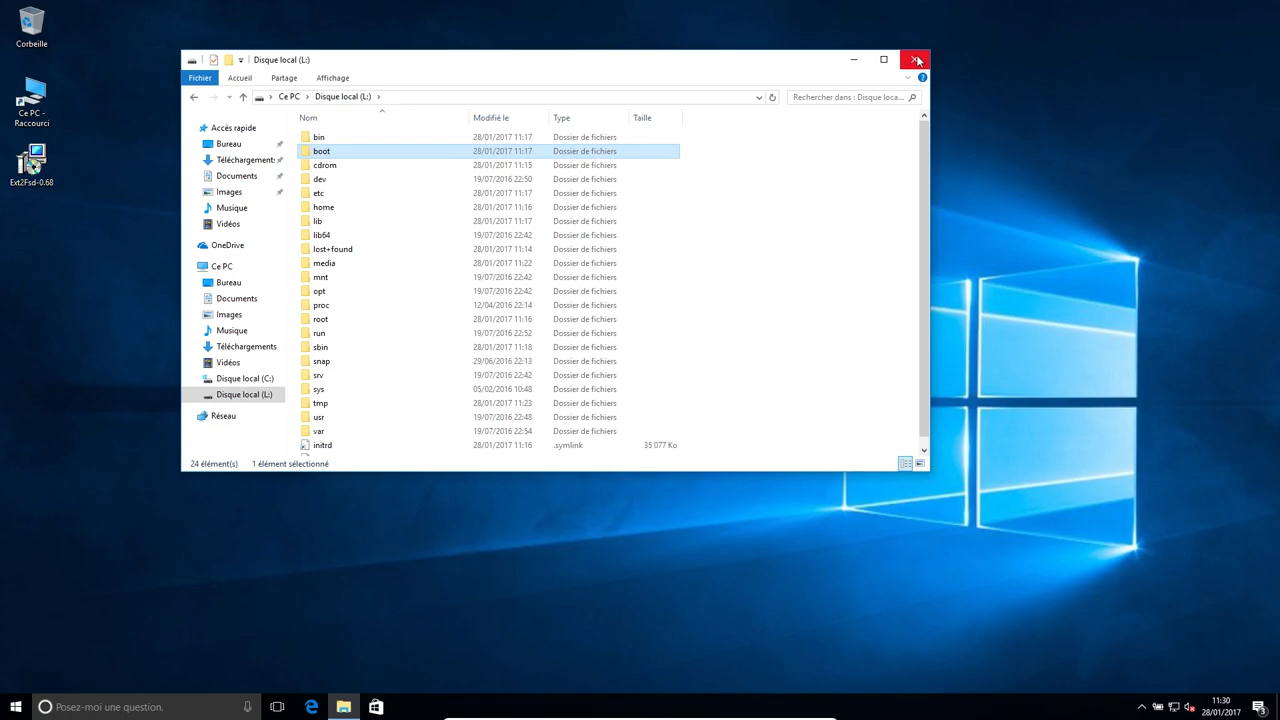 Corbeille
Ce PC -
Raccourci
Ext2Fsd-0.68
Disque local (L:)
Fichier Accueil Partage Affichage
Ce PC Disque local (L:)
Rechercher dans : Disque loca...
Nom Modifié le Type Taille
Accès rapide
Bureau
Téléchargement:
Documents
Images
Musique
Vidéos
OneDrive
Ce PC
Bureau
Documents
Images
Musique
Téléchargements
Vidéos
Disque local (C:)
Disque local (L:)
Réseau
bin 28/01/2017 11:17 Dossier de fichiers
boot 28/01/2017 11:17 Dossier de fichiers
cdrom 28/01/2017 11:15 Dossier de fichiers
dev 19/07/2016 22:50 Dossier de fichiers
etc 28/01/2017 11:17 Dossier de fichiers
home 28/01/2017 11:16 Dossier de fichiers
lib 28/01/2017 11:17 Dossier de fichiers
lib64 19/07/2016 22:42 Dossier de fichiers
lost+found 28/01/2017 11:14 Dossier de fichiers
media 28/01/2017 11:22 Dossier de fichiers
mnt 19/07/2016 22:42 Dossier de fichiers
opt 19/07/2016 22:42 Dossier de fichiers
proc 12/04/2016 22:14 Dossier de fichiers
root 28/01/2017 11:16 Dossier de fichiers
run 19/07/2016 22:52 Dossier de fichiers
sbin 28/01/2017 11:18 Dossier de fichiers
snap 29/06/2016 22:13 Dossier de fichiers
srv 19/07/2016 22:42 Dossier de fichiers
sys 05/02/2016 10:48 Dossier de fichiers
tmp 28/01/2017 11:23 Dossier de fichiers
usr 19/07/2016 22:48 Dossier de fichiers
var 19/07/2016 22:54 Dossier de fichiers
initrd 28/01/2017 11:16 .symlink 35 077 Ko
24 élément(s) 1 élément sélectionné
Posez-moi une question.
11:30
28/01/2017
3